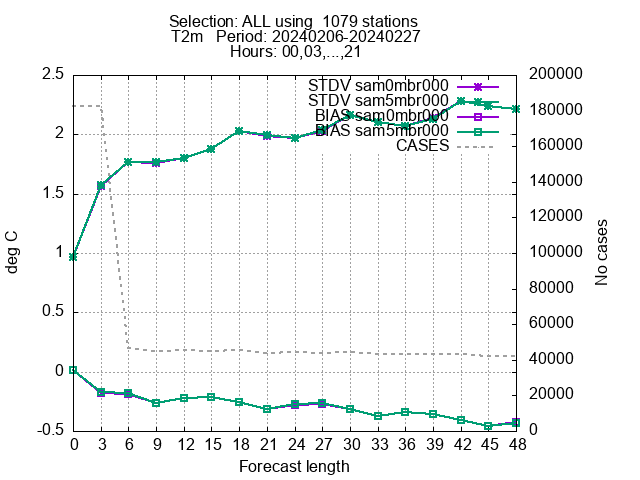 Selection: ALL using  1079 stations
T2m   Period: 20240206-20240227
Hours: 00,03,...,21
2.5
2
1.5
1
0.5
0
-0.5
deg C
STDV sam0mbr000
STDV sam5mbr000
BIAS sam0mbr000
BIAS sam5mbr000
CASES
200000
180000
160000
140000
120000
100000
80000
60000
40000
20000
0
No cases
0 3 6 9 12 15 18 21 24 27 30 33 36 39 42 45 48
Forecast length